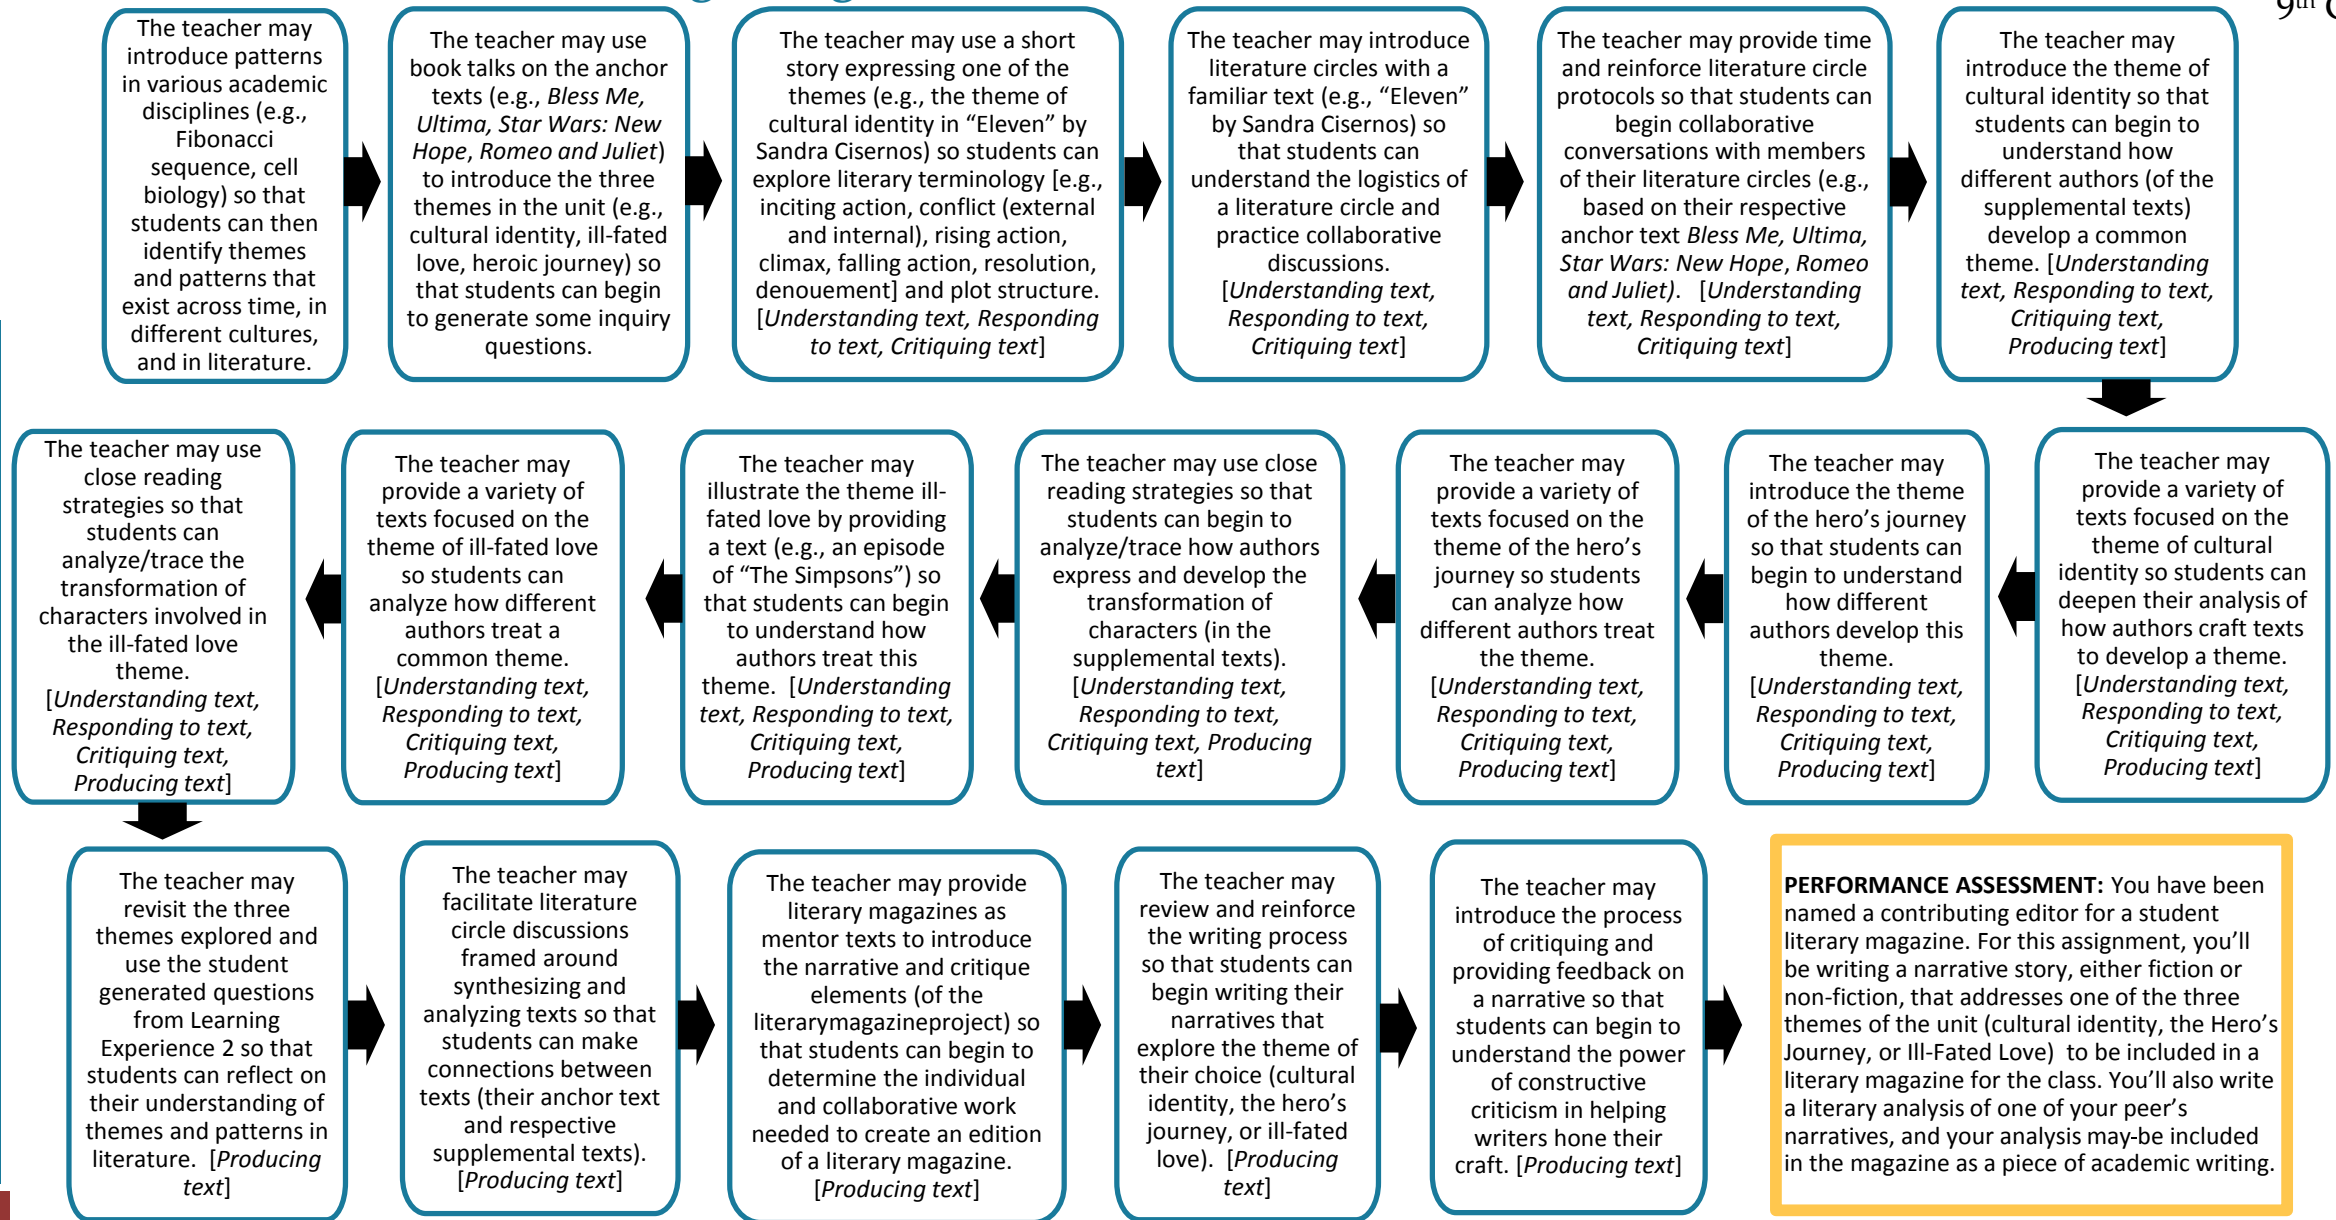 9th
The teacher may
introduce patterns
in various academic
disciplines (e.g.,
Fibonacci
sequence, cell
biology) so that
students can then
identify themes
and patterns that
exist across time, in
different cultures,
and in literature.
The teacher may use
book talks on the anchor
texts (e.g., Bless Me,
Ultima, Star Wars: New
Hope, Romeo and Juliet)
to introduce the three
themes in the unit (e.g.,
cultural identity, ill-fated
love, heroic journey) so
that students can begin
to generate some inquiry
questions.
The teacher may use a short
story expressing one of the
themes (e.g., the theme of
cultural identity in “Eleven” by
Sandra Cisernos) so students can
explore literary terminology [e.g.,
inciting action, conflict (external
and internal), rising action,
climax, falling action, resolution,
denouement] and plot structure.
[Understanding text, Responding
to text, Critiquing text]
The teacher may introduce
literature circles with a
familiar text (e.g., “Eleven”
by Sandra Cisernos) so
that students can
understand the logistics of
a literature circle and
practice collaborative
discussions.
[Understanding text,
Responding to text,
Critiquing text]
The teacher may provide time
and reinforce literature circle
protocols so that students can
begin collaborative
conversations with members
of their literature circles (e.g.,
based on their respective
anchor text Bless Me, Ultima,
Star Wars: New Hope, Romeo
and Juliet). [Understanding
text, Responding to text,
Critiquing text]
The teacher may
introduce the theme of
cultural identity so that
students can begin to
understand how
different authors (of the
supplemental texts)
develop a common
theme. [Understanding
text, Responding to text,
Critiquing text,
Producing text]
The teacher may
provide a variety of
texts focused on the
theme of cultural
identity so students can
deepen their analysis of
how authors craft texts
to develop a theme.
[Understanding text,
Responding to text,
Critiquing text,
Producing text]
The teacher may
introduce the theme
of the hero’s journey
so that students can
begin to understand
how different
authors develop this
theme.
[Understanding text,
Responding to text,
Critiquing text,
Producing text]
The teacher may
provide a variety of
texts focused on the
theme of the hero’s
journey so students
can analyze how
different authors treat
the theme.
[Understanding text,
Responding to text,
Critiquing text,
Producing text]
The teacher may use close
reading strategies so that
students can begin to
analyze/trace how authors
express and develop the
transformation of
characters (in the
supplemental texts).
[Understanding text,
Responding to text,
Critiquing text, Producing
text]
The teacher may
illustrate the theme ill-
fated love by providing
a text (e.g., an episode
of “The Simpsons”) so
that students can begin
to understand how
authors treat this
theme. [Understanding
text, Responding to text,
Critiquing text,
Producing text]
The teacher may
provide a variety of
texts focused on the
theme of ill-fated love
so students can
analyze how different
authors treat a
common theme.
[Understanding text,
Responding to text,
Critiquing text,
Producing text]
The teacher may use
close reading
strategies so that
students can
analyze/trace the
transformation of
characters involved in
the ill-fated love
theme.
[Understanding text,
Responding to text,
Critiquing text,
Producing text]
The teacher may
revisit the three
themes explored and
use the student
generated questions
from Learning
Experience 2 so that
students can reflect on
their understanding of
themes and patterns in
literature. [Producing
text]
The teacher may
facilitate literature
circle discussions
framed around
synthesizing and
analyzing texts so that
students can make
connections between
texts (their anchor text
and respective
supplemental texts).
[Producing text]
The teacher may provide
literary magazines as
mentor texts to introduce
the narrative and critique
elements (of the
literarymagazineproject) so
that students can begin to
determine the individual
and collaborative work
needed to create an edition
of a literary magazine.
[Producing text]
The teacher may
review and reinforce
the writing process
so that students can
begin writing their
narratives that
explore the theme of
their choice (cultural
identity, the hero’s
journey, or ill-fated
love). [Producing
text]
The teacher may
introduce the process
of critiquing and
providing feedback on
a narrative so that
students can begin to
understand the power
of constructive
criticism in helping
writers hone their
craft. [Producing text]
PERFORMANCE ASSESSMENT: You have been
named a contributing editor for a student
literary magazine. For this assignment, you’ll
be writing a narrative story, either fiction or
non-fiction, that addresses one of the three
themes of the unit (cultural identity, the Hero’s
Journey, or Ill-Fated Love) to be included in a
literary magazine for the class. You’ll also write
a literary analysis of one of your peer’s
narratives, and your analysis may-be included
in the magazine as a piece of academic writing.